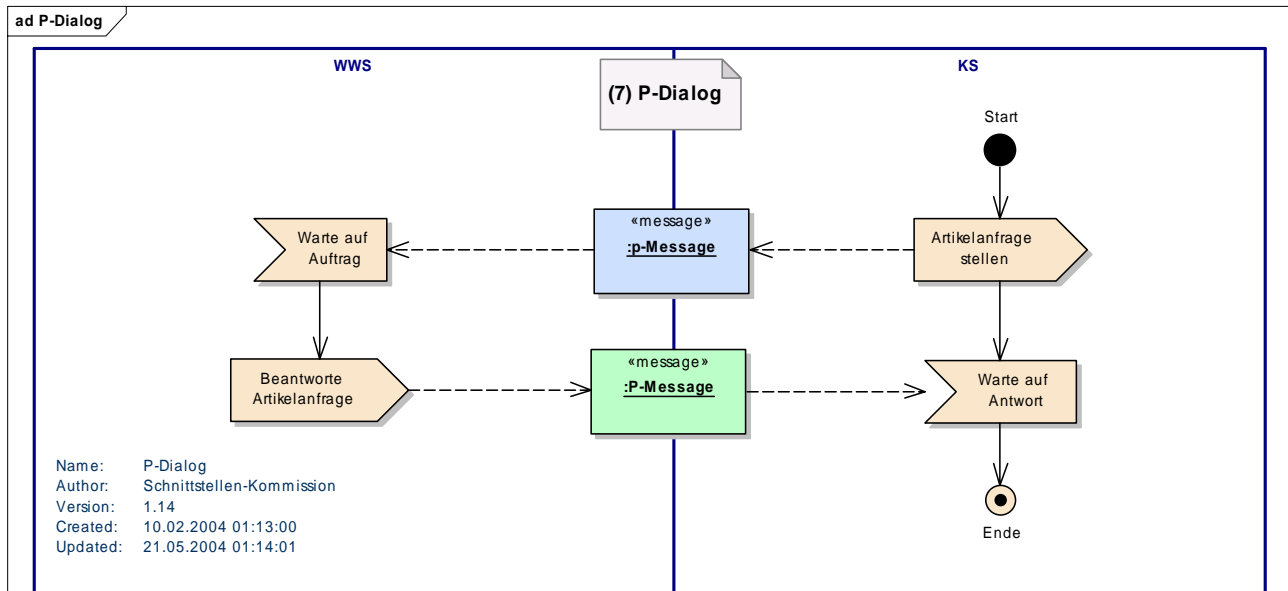 ad P-Dialog
WWS
KS
(7) P-Dialog
Start
«message»
:p-Message
Warte auf
Auftrag
Artikelanfrage
stellen
«message»
:P-Message
Beantworte
Artikelanfrage
Warte auf
Antwort
Ende
Name: P-Dialog
Author: Schnittstellen-Kommission
Version: 1.14
Created: 10.02.2004 01:13:00
Updated: 21.05.2004 01:14:01